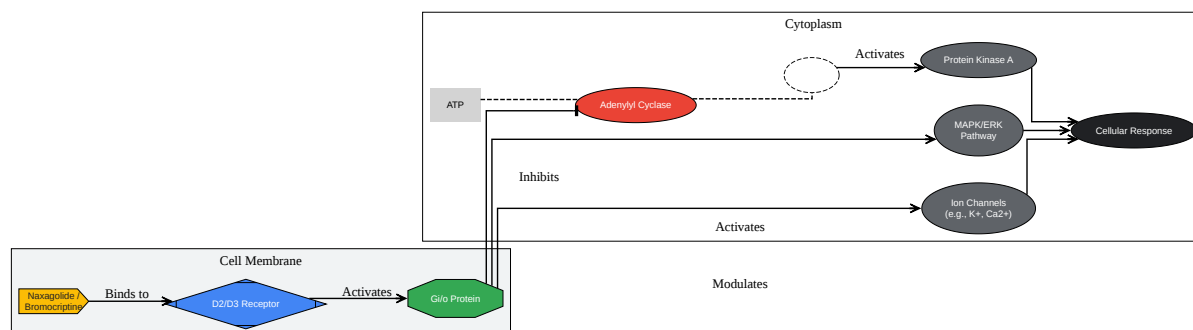 Cytoplasm
Activates
Protein Kinase A
ATP
Adenylyl Cyclase
MAPK/ERK
Pathway
Cellular Response
Inhibits
Ion Channels
(e.g., K+, Ca2+)
Activates
Cell Membrane
Naxagolide /
Bromocriptine
Binds to
D2/D3 Receptor
Activates
Gi/o Protein
Modulates